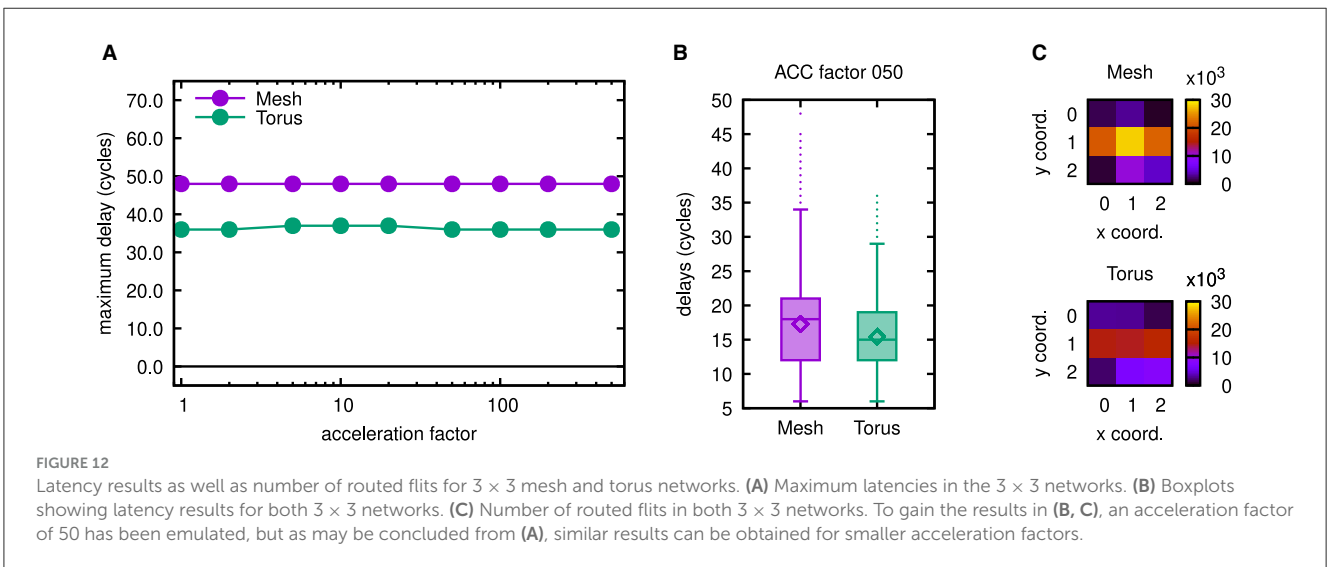 A
70.0
60.0
50.0
40.0
30.0
20.0
10.0
0.0
maximum delay (cycles)
Mesh
Torus
1
10
100
acceleration factor
B
ACC factor 050
50
45
40
35
30
25
20
15
10
5
delays (cycles)
Mesh
Torus
C
Mesh
x10³
30
20
10
0
y coord.
0
1
2
0 1 2
x coord.
Torus
x10³
30
20
10
0
y coord.
0
1
2
0 1 2
x coord.
FIGURE 12
Latency results as well as number of routed flits for 3 × 3 mesh and torus networks. (A) Maximum latencies in the 3 × 3 networks. (B) Boxplots
showing latency results for both 3 × 3 networks. (C) Number of routed flits in both 3 × 3 networks. To gain the results in (B, C), an acceleration factor
of 50 has been emulated, but as may be concluded from (A), similar results can be obtained for smaller acceleration factors.